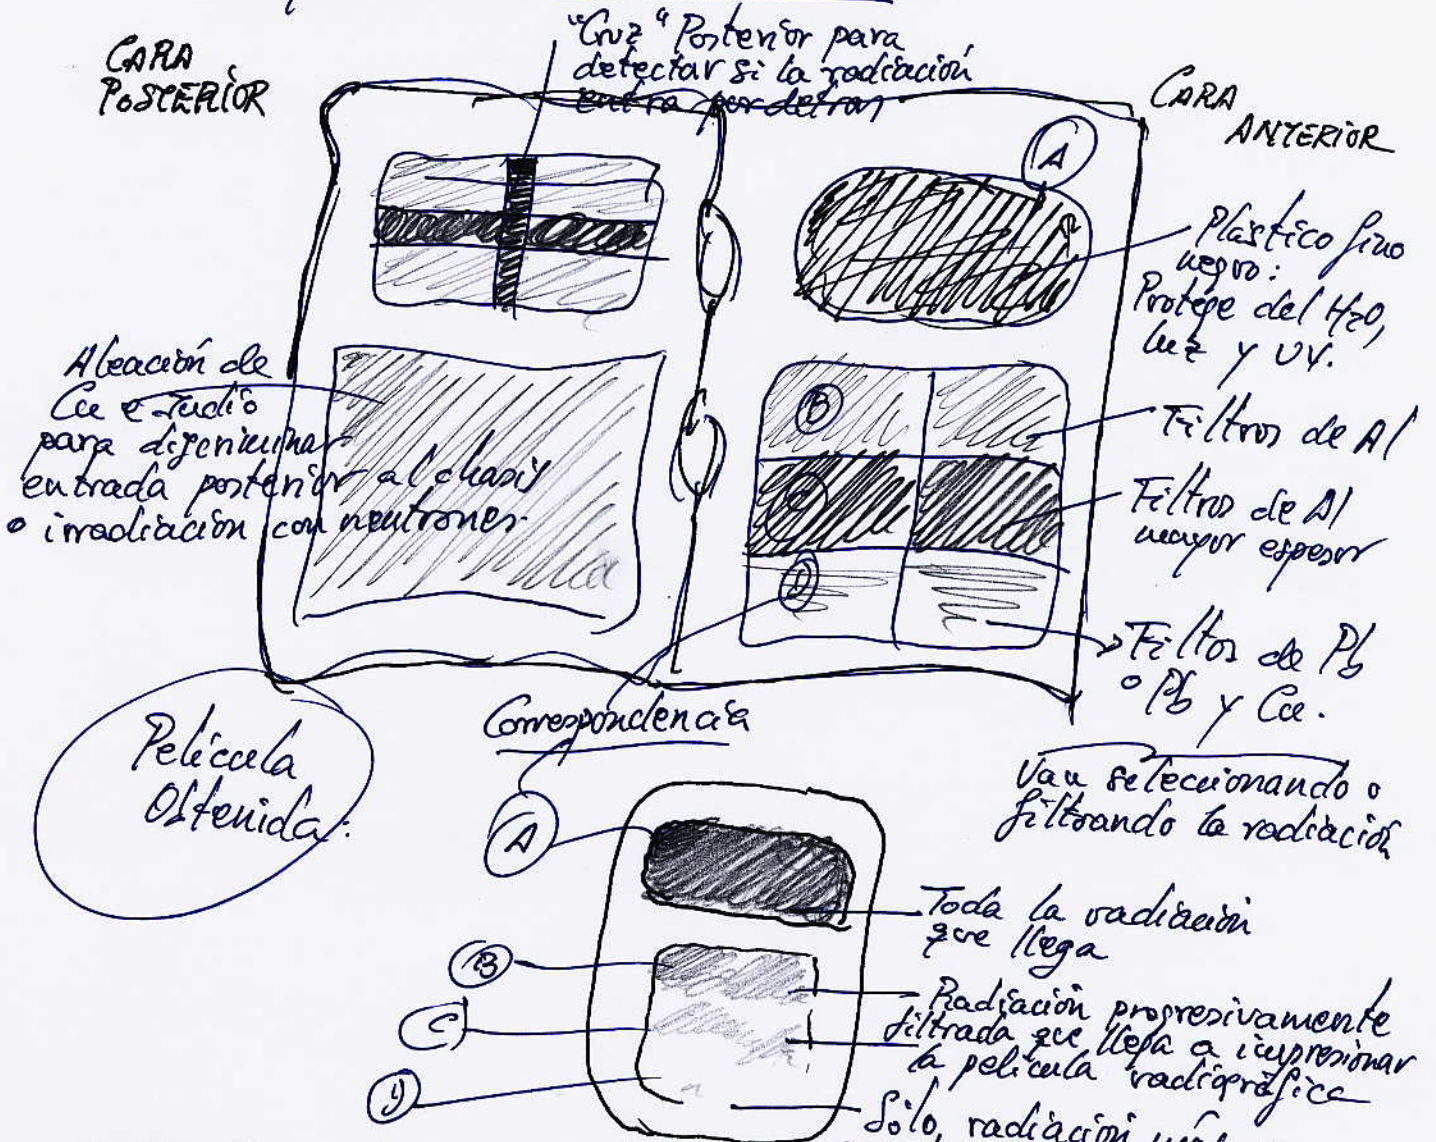 CARA
POSTERIOR
"Cruz" Posterior para
detectar si la radiación
entra por detras
CARA
ANTERIOR
A
Plástico fino
negro:
Protege del H2O,
luz y UV.
Aleación de
Cu e Indio
para discriminar
entrada posterior al chasis
o irradiación con neutrones.
B
Filtros de Al
C
Filtros de Al
mayor espesor
D
Filtros de Pb
o Pb y Cu.
Van seleccionando o
filtrando la radiación
Película
Obtenida:
Correspondencia
A
Toda la radiación
que llega
B
Radiación progresivamente
filtrada que llega a impresionar
la película radiográfica
C
D
Sólo radiación